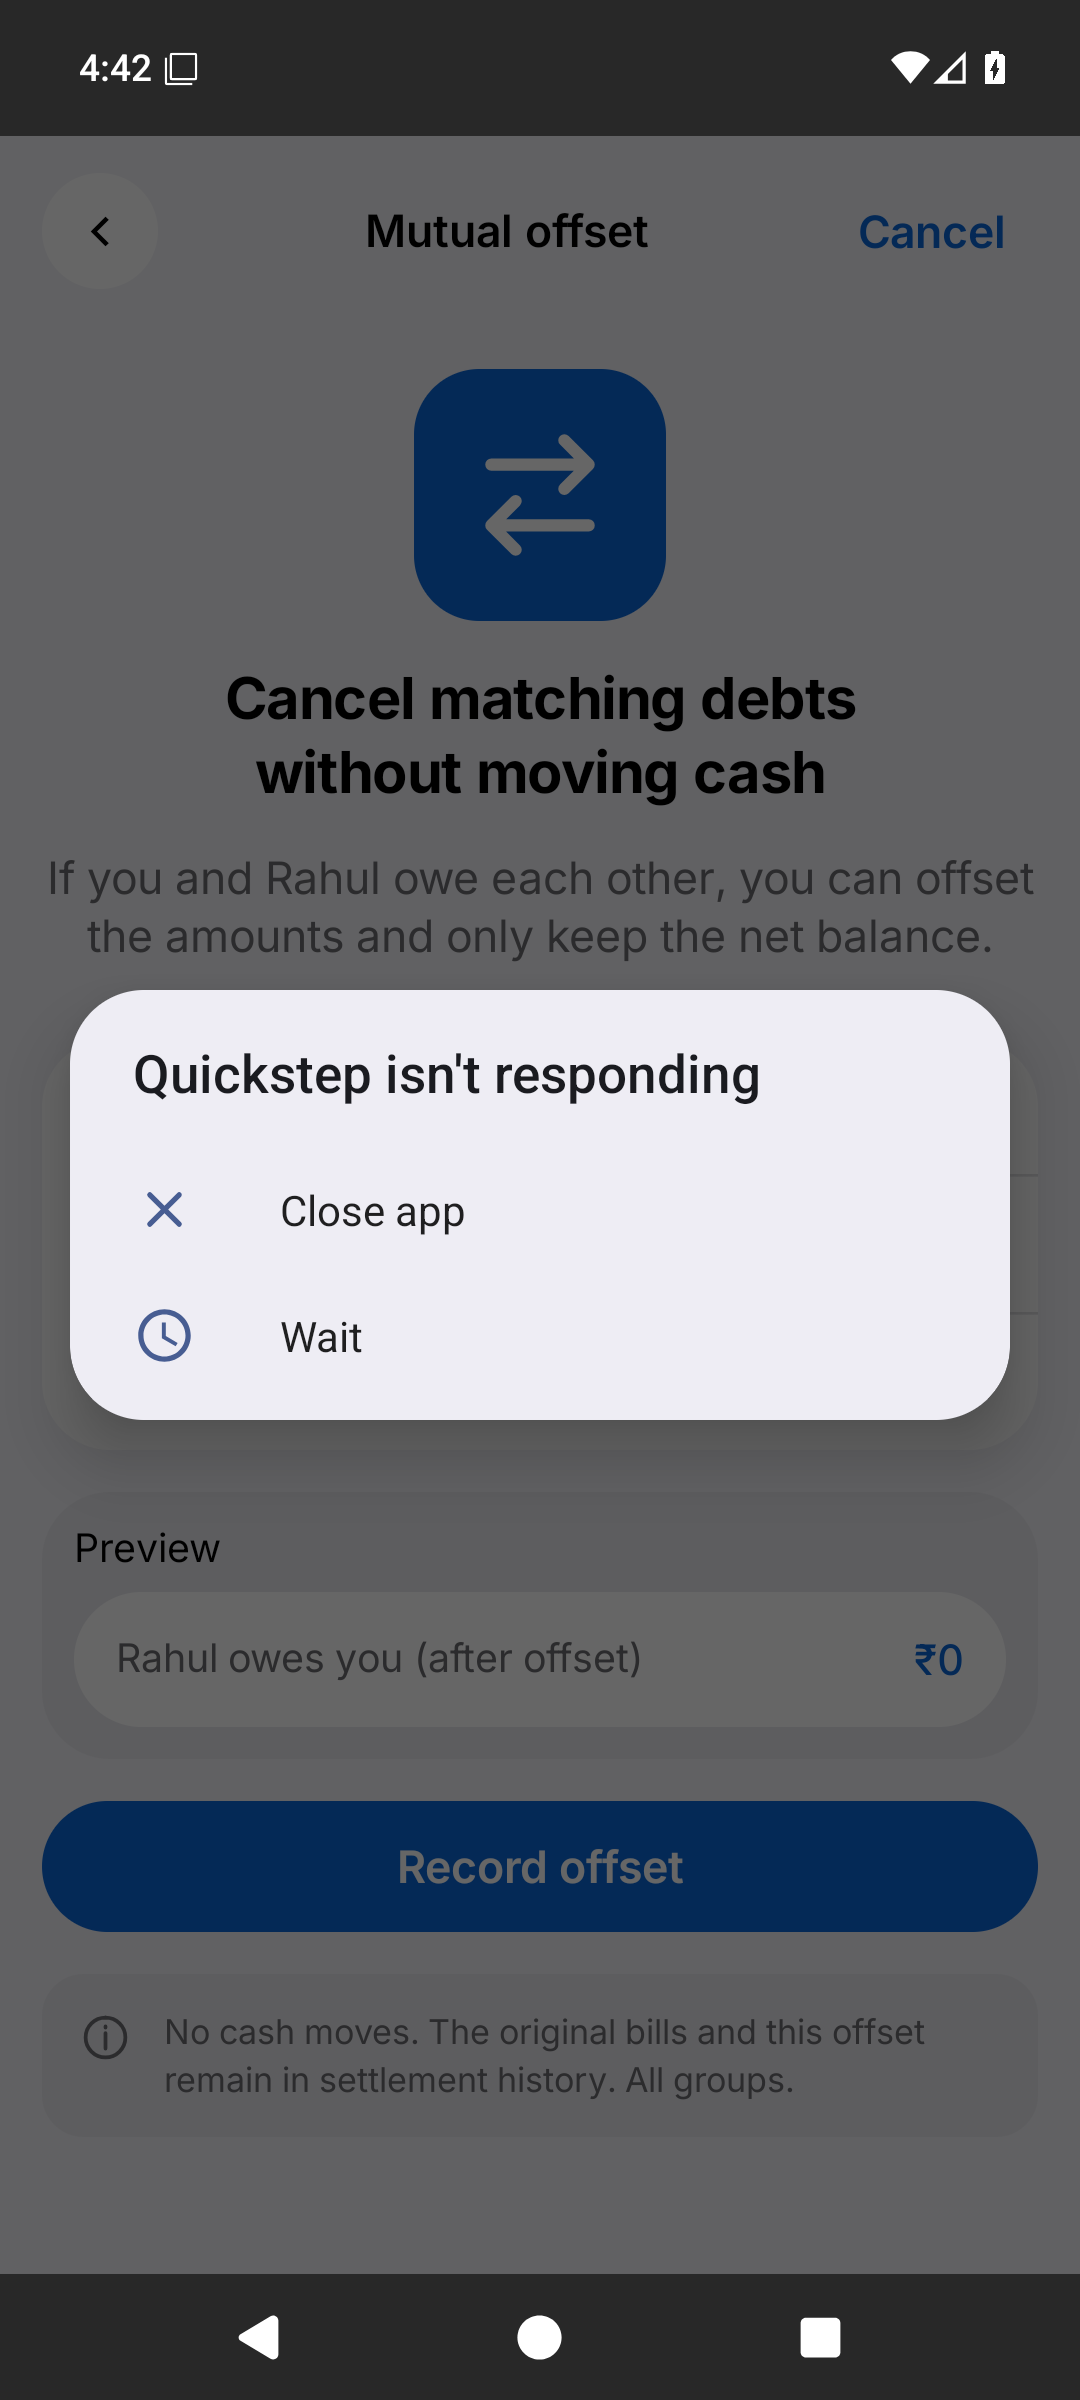 4:42
Mutual offset
Cancel
Cancel matching debts
without moving cash
If you and Rahul owe each other, you can offset
the amounts and only keep the net balance.
Quickstep isn't responding
Close app
Wait
Preview
Rahul owes you (after offset)
₹0
Record offset
No cash moves. The original bills and this offset
remain in settlement history. All groups.